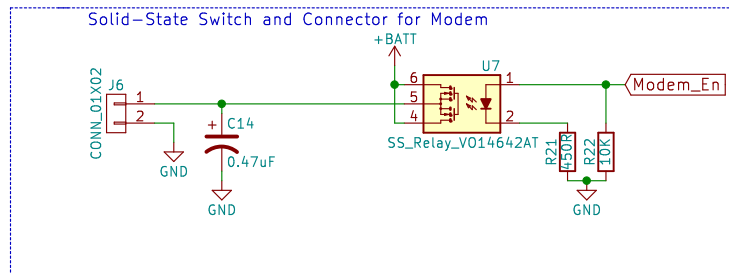 Solid-State Switch and Connector for Modem
+BATT
U7
J6
CONN_01X02
1
2
6
5
4
1
2
Modem_En
C14
+
0.47uF
SS_Relay_VO14642AT
R21
450R
R22
10K
GND
GND
GND